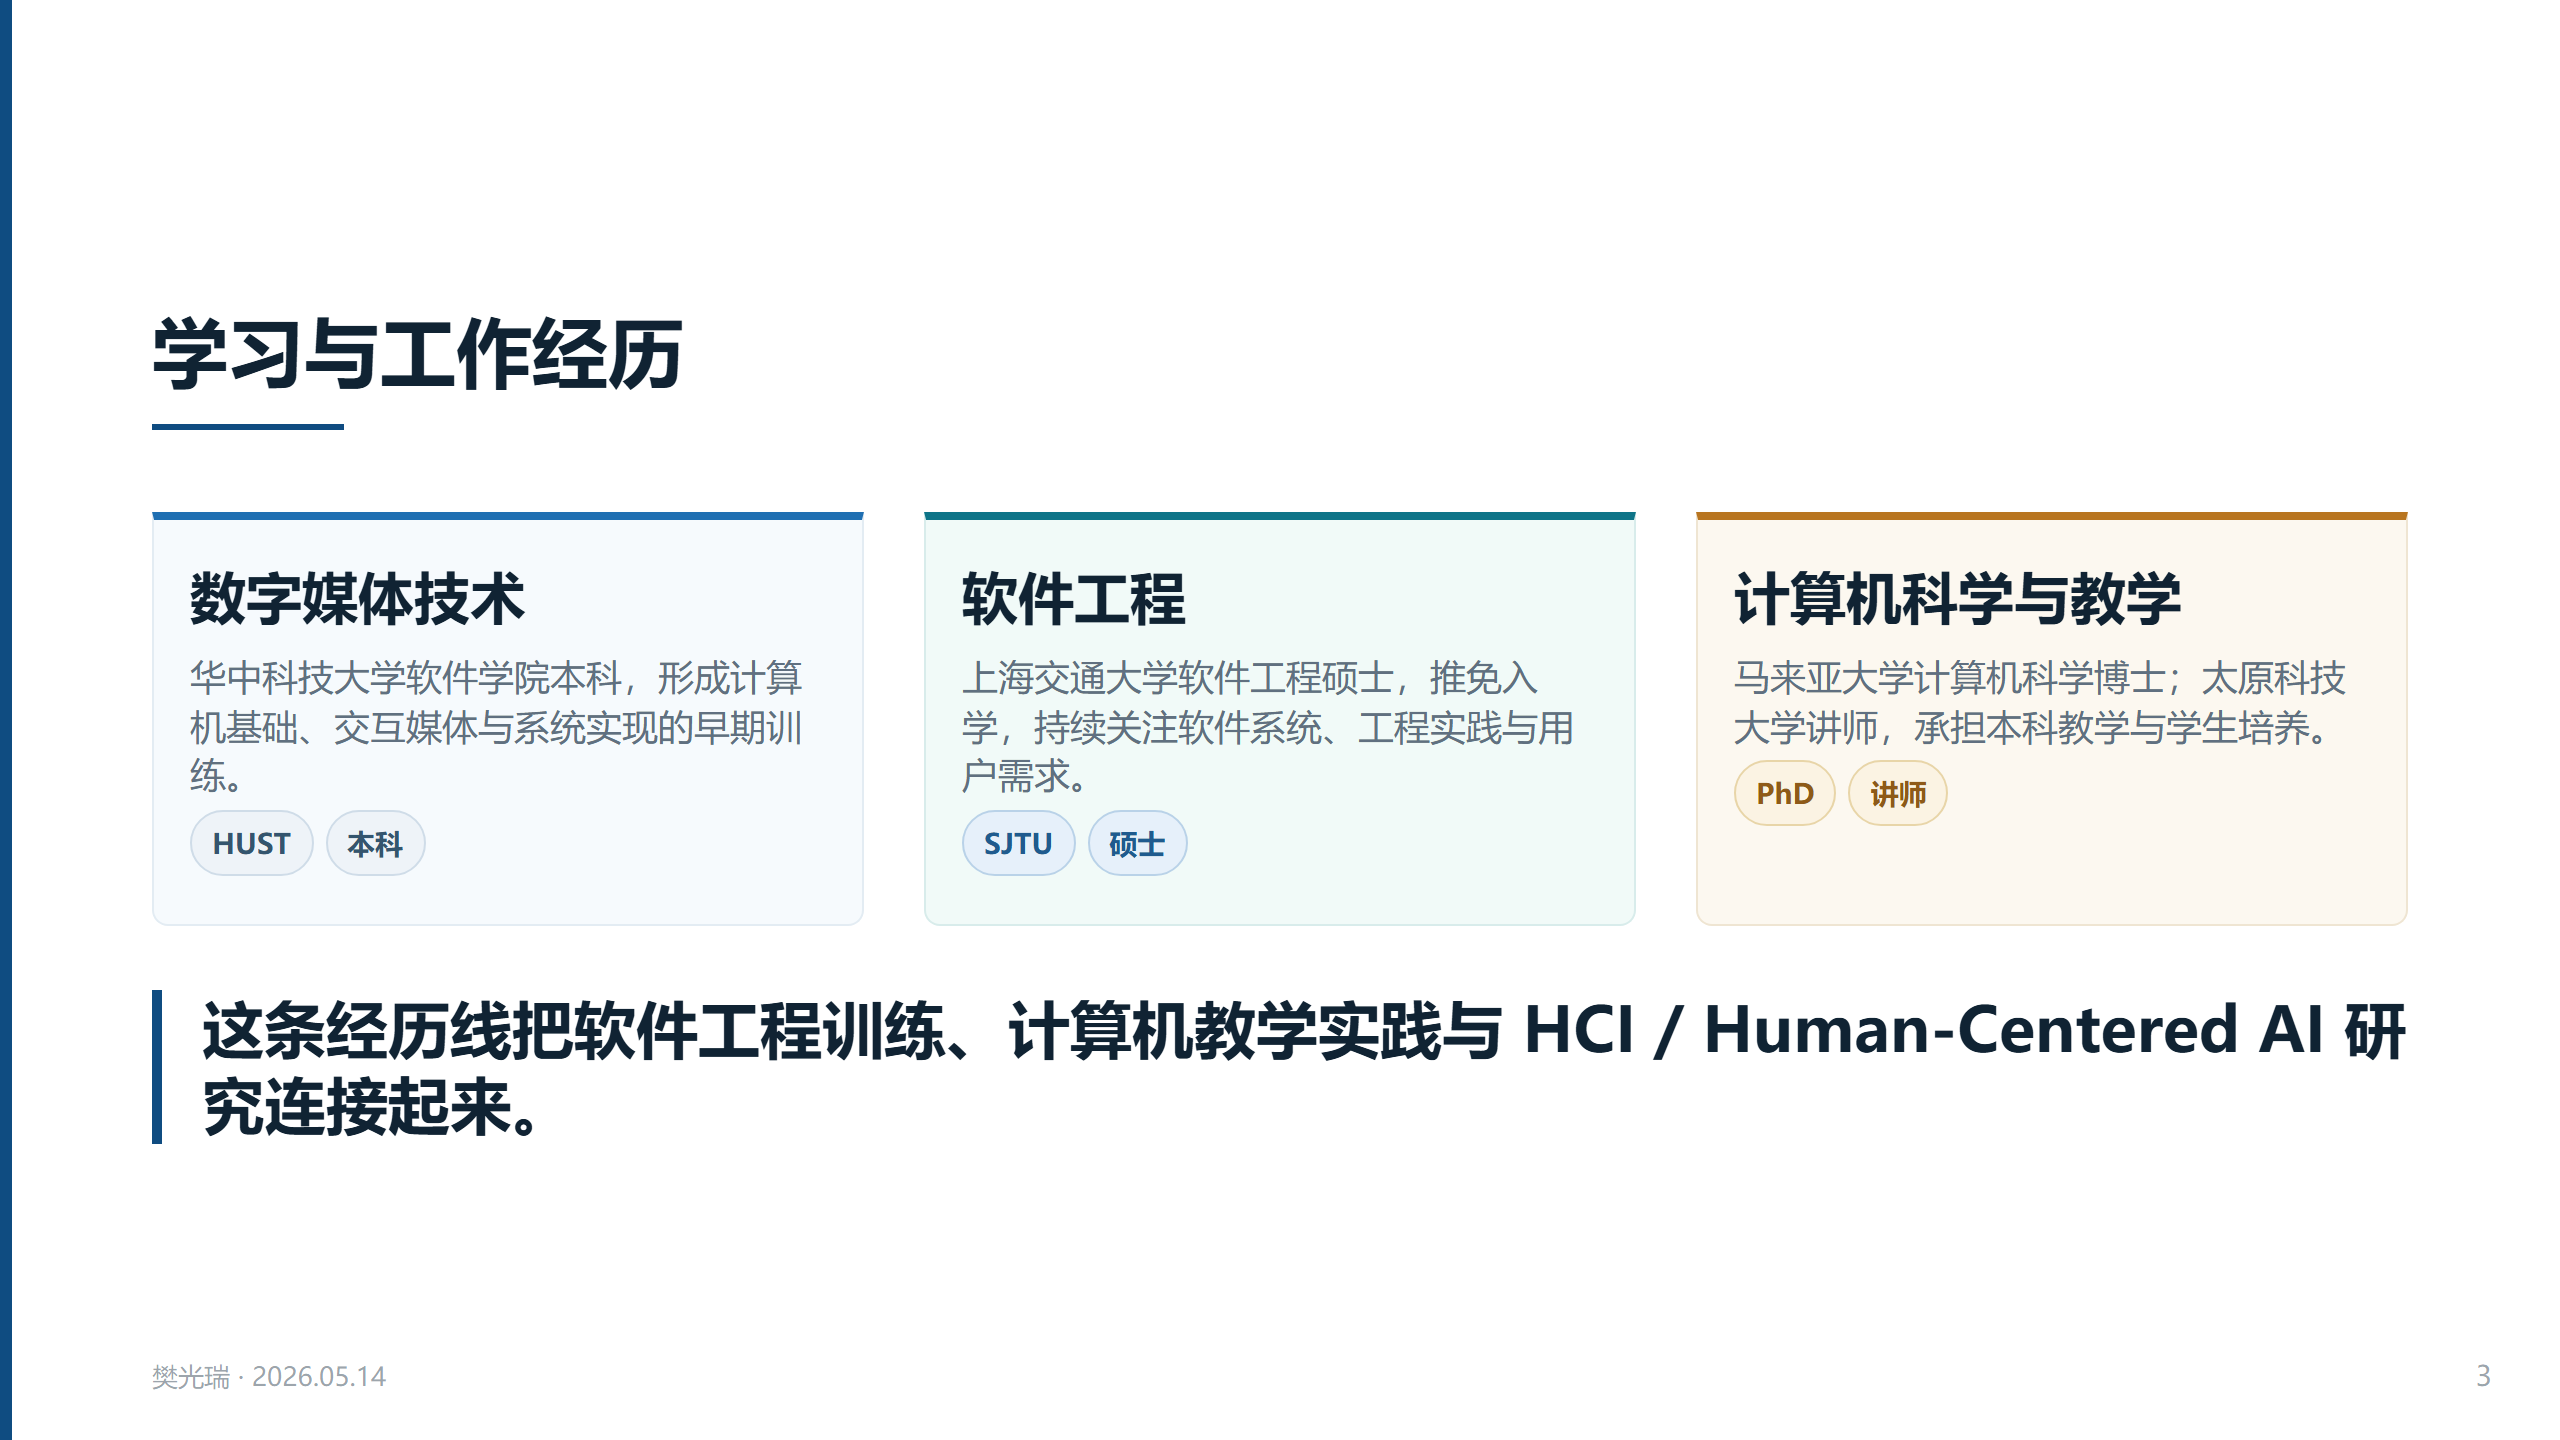 学习与工作经历
数字媒体技术
华中科技大学软件学院本科，形成计算
机基础、交互媒体与系统实现的早期训
练。
HUST 本科
软件工程
上海交通大学软件工程硕士，推免入
学，持续关注软件系统、工程实践与用
户需求。
SJTU 硕士
计算机科学与教学
马来亚大学计算机科学博士；太原科技
大学讲师，承担本科教学与学生培养。
PhD 讲师
这条经历线把软件工程训练、计算机教学实践与 HCI / Human-Centered AI 研
究连接起来。
樊光瑞 · 2026.05.14
3